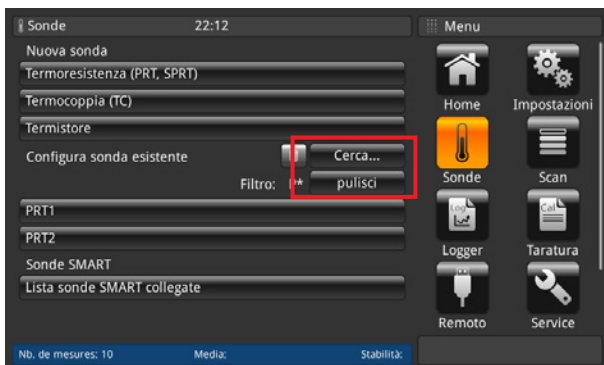 Sonde 22:12
Nuova sonda
Termoresistenza (PRT, SPRT)
Termocoppia (TC)
Termistore
Configura sonda esistente Cerca...
Filtro: P* pulisci
PRT1
PRT2
Sonde SMART
Lista sonde SMART collegate
Nb. de mesures: 10 Media: Stabilità:
Menu
Home Impostazioni
Sonde Scan
Log Cal
Logger Taratura
Remoto Service